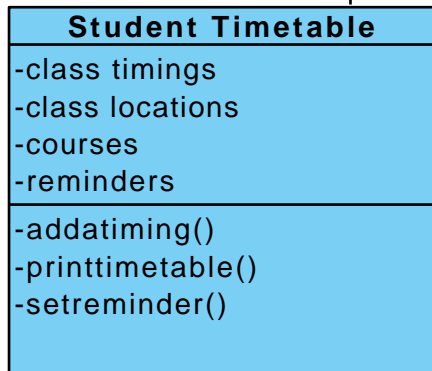 Student Timetable
-class timings
-class locations
-courses
-reminders
-addatiming()
-printtimetable()
-setreminder()